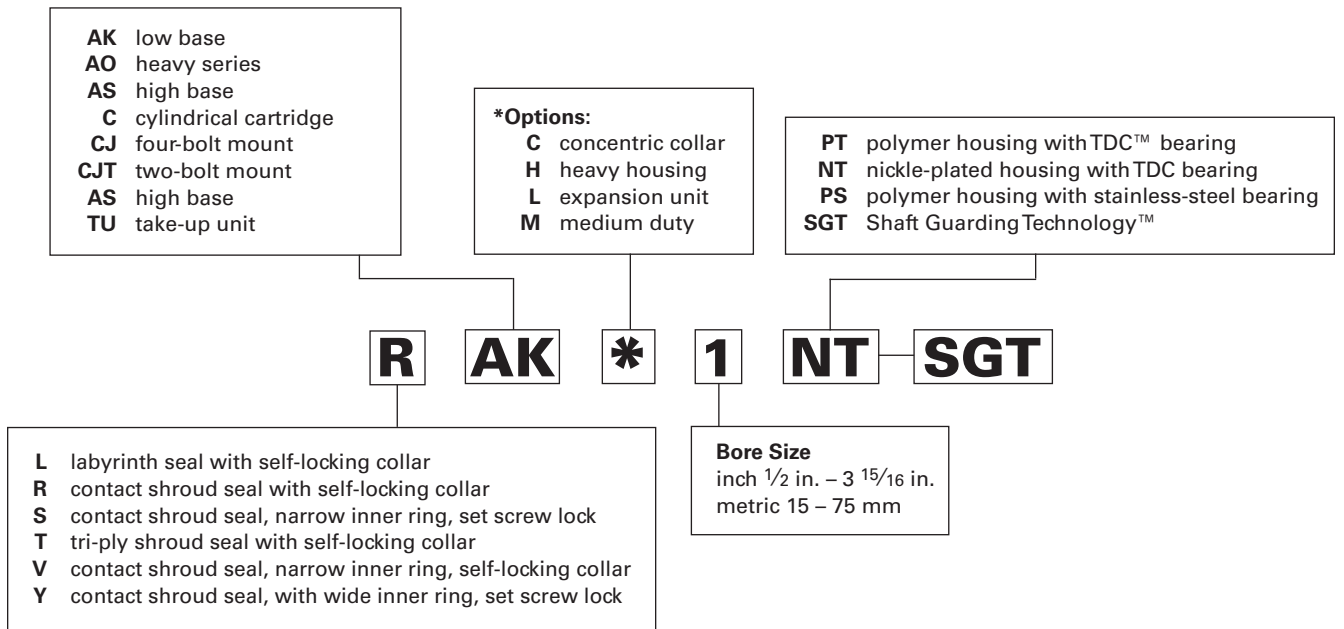 AK low base
AO heavy series
AS high base
C cylindrical cartridge
CJ four-bolt mount
CJT two-bolt mount
AS high base
TU take-up unit
*Options:
C concentric collar
H heavy housing
L expansion unit
M medium duty
PT polymer housing with TDC™ bearing
NT nickle-plated housing with TDC bearing
PS polymer housing with stainless-steel bearing
SGT Shaft Guarding Technology™
R AK * 1 NT SGT
L labyrinth seal with self-locking collar
R contact shroud seal with self-locking collar
S contact shroud seal, narrow inner ring, set screw lock
T tri-ply shroud seal with self-locking collar
V contact shroud seal, narrow inner ring, self-locking collar
Y contact shroud seal, with wide inner ring, set screw lock
Bore Size
inch 1/2 in. – 3 15/16 in.
metric 15 – 75 mm